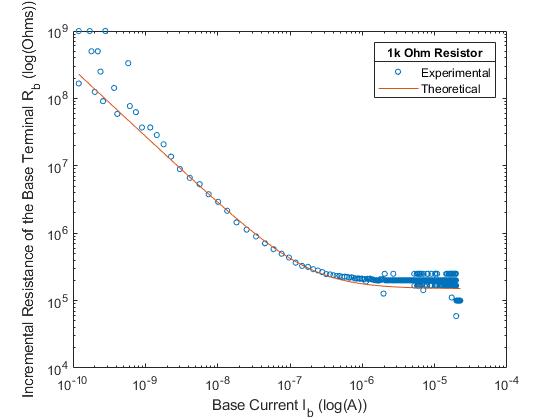 10^9
10^8
10^7
10^6
10^5
10^4
Incremental Resistance of the Base Terminal R_b (log(Ohms))
1k Ohm Resistor
Experimental
Theoretical
10^-10 10^-9 10^-8 10^-7 10^-6 10^-5 10^-4
Base Current I_b (log(A))